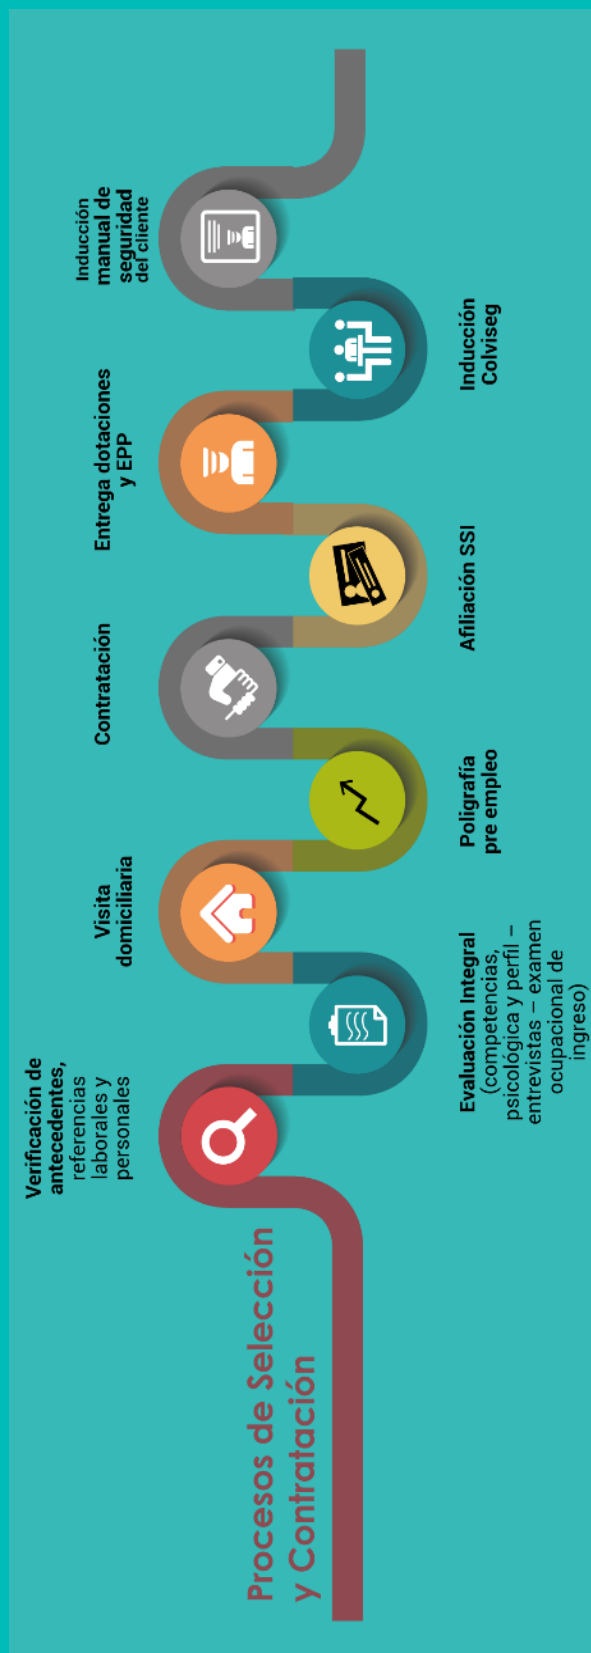 Procesos de Selección
y Contratación
Verificación de
antecedentes,
referencias
laborales y
personales
Evaluación Integral
(competencias,
psicológica y perfil –
entrevistas – examen
ocupacional de
ingreso)
Visita
domiciliaria
Poligrafía
pre empleo
Contratación
Afiliación SSI
Entrega dotaciones
y EPP
Inducción
Colviseg
Inducción
manual de
seguridad
del cliente